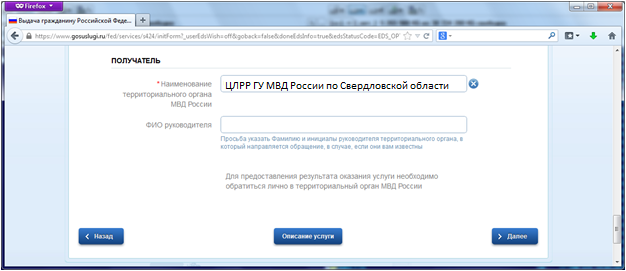 Firefox
Выдача гражданину Российской Феде...
https://www.gosuslugi.ru/fed/services/s424/initForm?_userEdsWish=off&goback=false&doneEdsInfo=true&edsStatusCode=EDS_OP
ПОЛУЧАТЕЛЬ
* Наименование территориального органа МВД России
ЦЛРР ГУ МВД России по Свердловской области
ФИО руководителя
Просьба указать Фамилию и инициалы руководителя территориального органа, в
который направляется обращение, в случае, если они вам известны
Для предоставления результата оказания услуги необходимо
обратиться лично в территориальный орган МВД России
Назад
Описание услуги
Далее